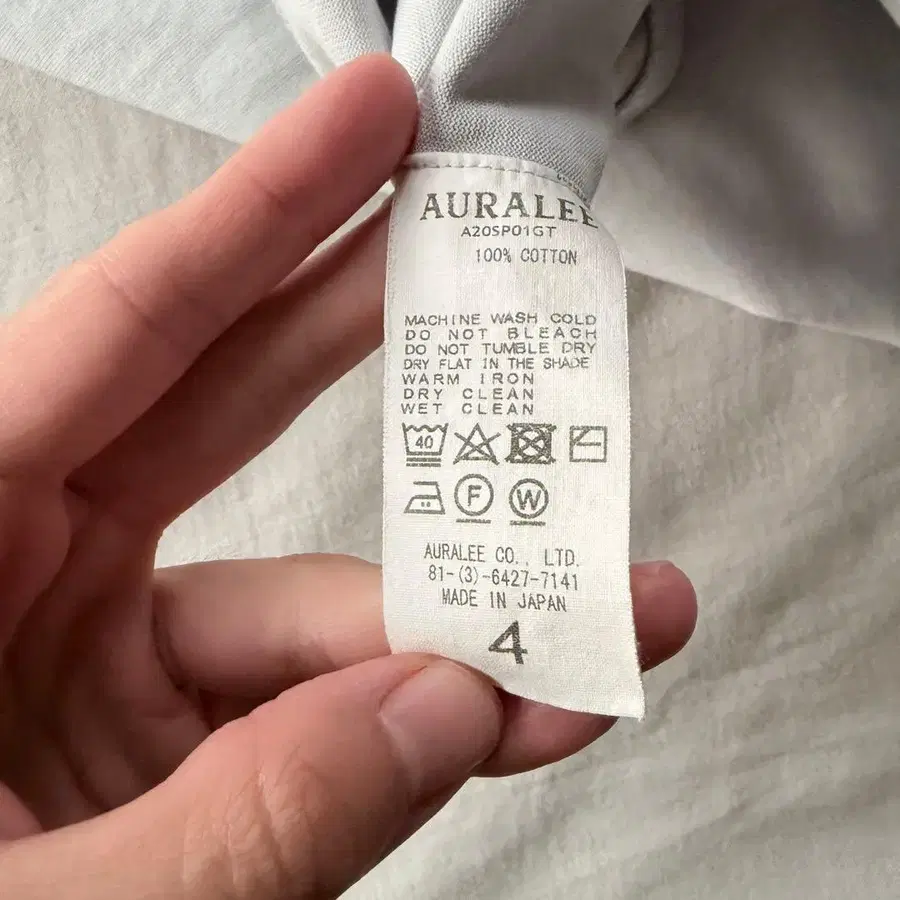 AURALEE
A20SP01GT
100% COTTON
MACHINE WASH COLD
DO NOT BLEACH
DO NOT TUMBLE DRY
DRY FLAT IN THE SHADE
WARM IRON
DRY CLEAN
WET CLEAN
40
F W
AURALEE CO., LTD.
81-(3)-6427-7141
MADE IN JAPAN
4